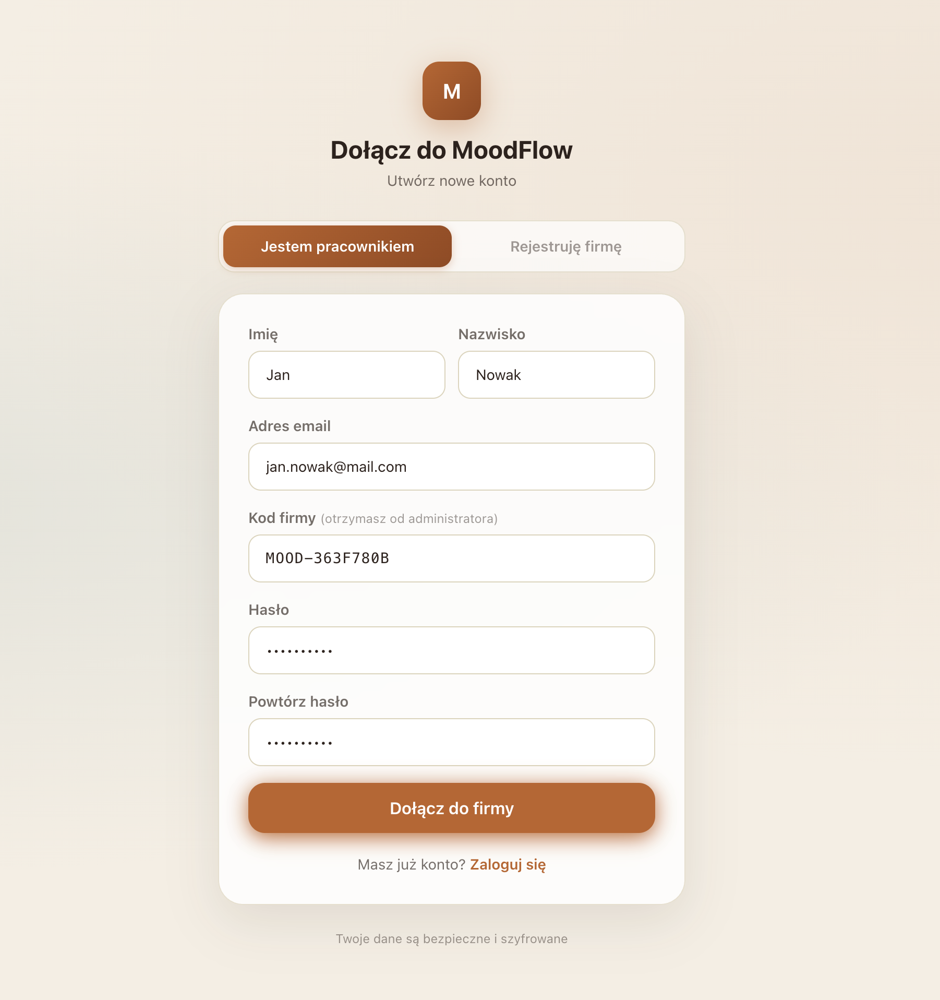 M
Dołącz do MoodFlow
Utwórz nowe konto
Jestem pracownikiem Rejestruję firmę
Imię Nazwisko
Jan Nowak
Adres email
jan.nowak@mail.com
Kod firmy (otrzymasz od administratora)
MOOD-363F780B
Hasło
••••••••••
Powtórz hasło
••••••••••
Dołącz do firmy
Masz już konto? Zaloguj się
Twoje dane są bezpieczne i szyfrowane